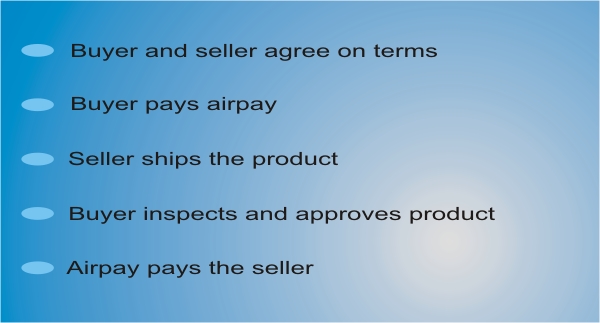 Buyer and seller agree on terms
Buyer pays airpay
Seller ships the product
Buyer inspects and approves product
Airpay pays the seller